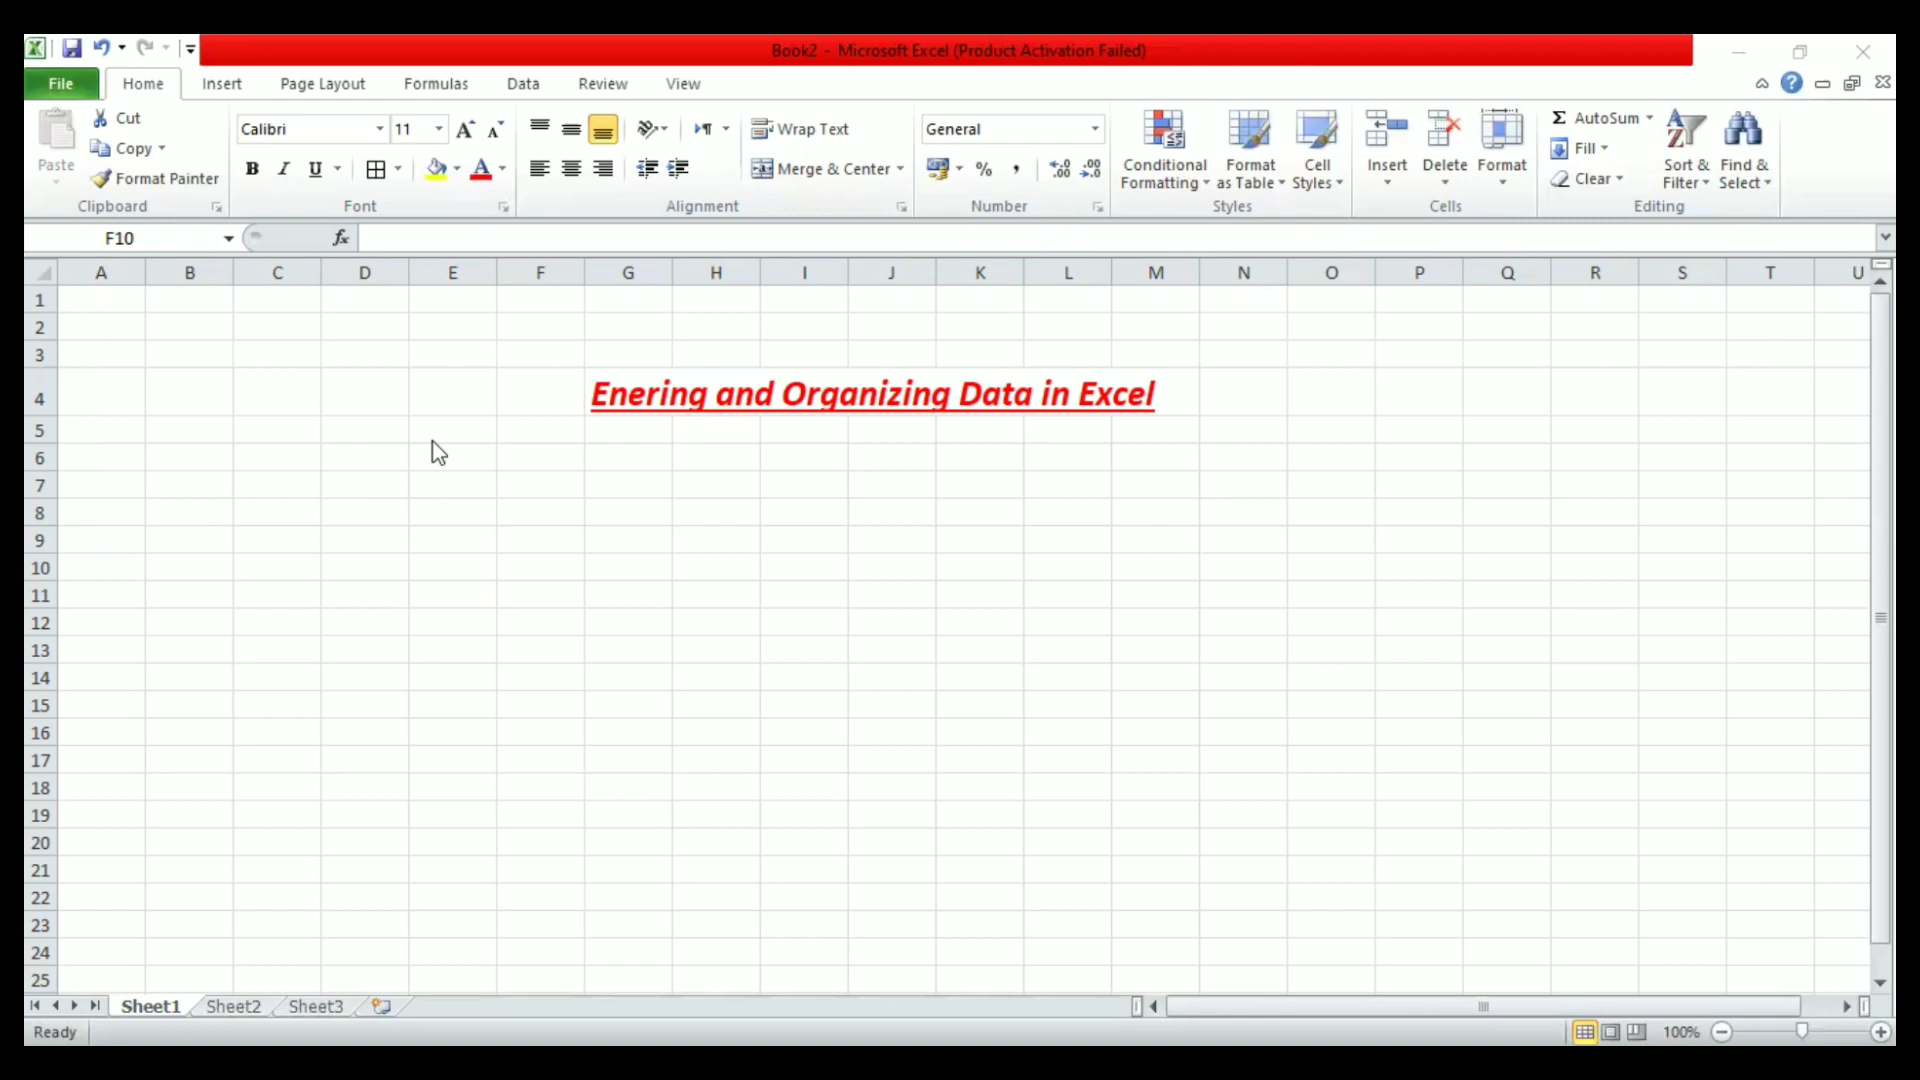 Book2 - Microsoft Excel (Product Activation Failed)
File Home Insert Page Layout Formulas Data Review View
Paste
Cut
Copy
Format Painter
Clipboard
Calibri 11
B I U A
Font
Wrap Text
Merge & Center
Alignment
General
% , .0 .00 .00 .0
Number
Conditional Formatting
Format as Table
Cell Styles
Styles
Insert Delete Format
Cells
Σ AutoSum
Fill
Clear
Sort & Filter
Find & Select
Editing
F10 fx
A B C D E F G H I J K L M N O P Q R S T U
1
2
3
4 Enering and Organizing Data in Excel
5
6
7
8
9
10
11
12
13
14
15
16
17
18
19
20
21
22
23
24
25
Sheet1 Sheet2 Sheet3
Ready 100%